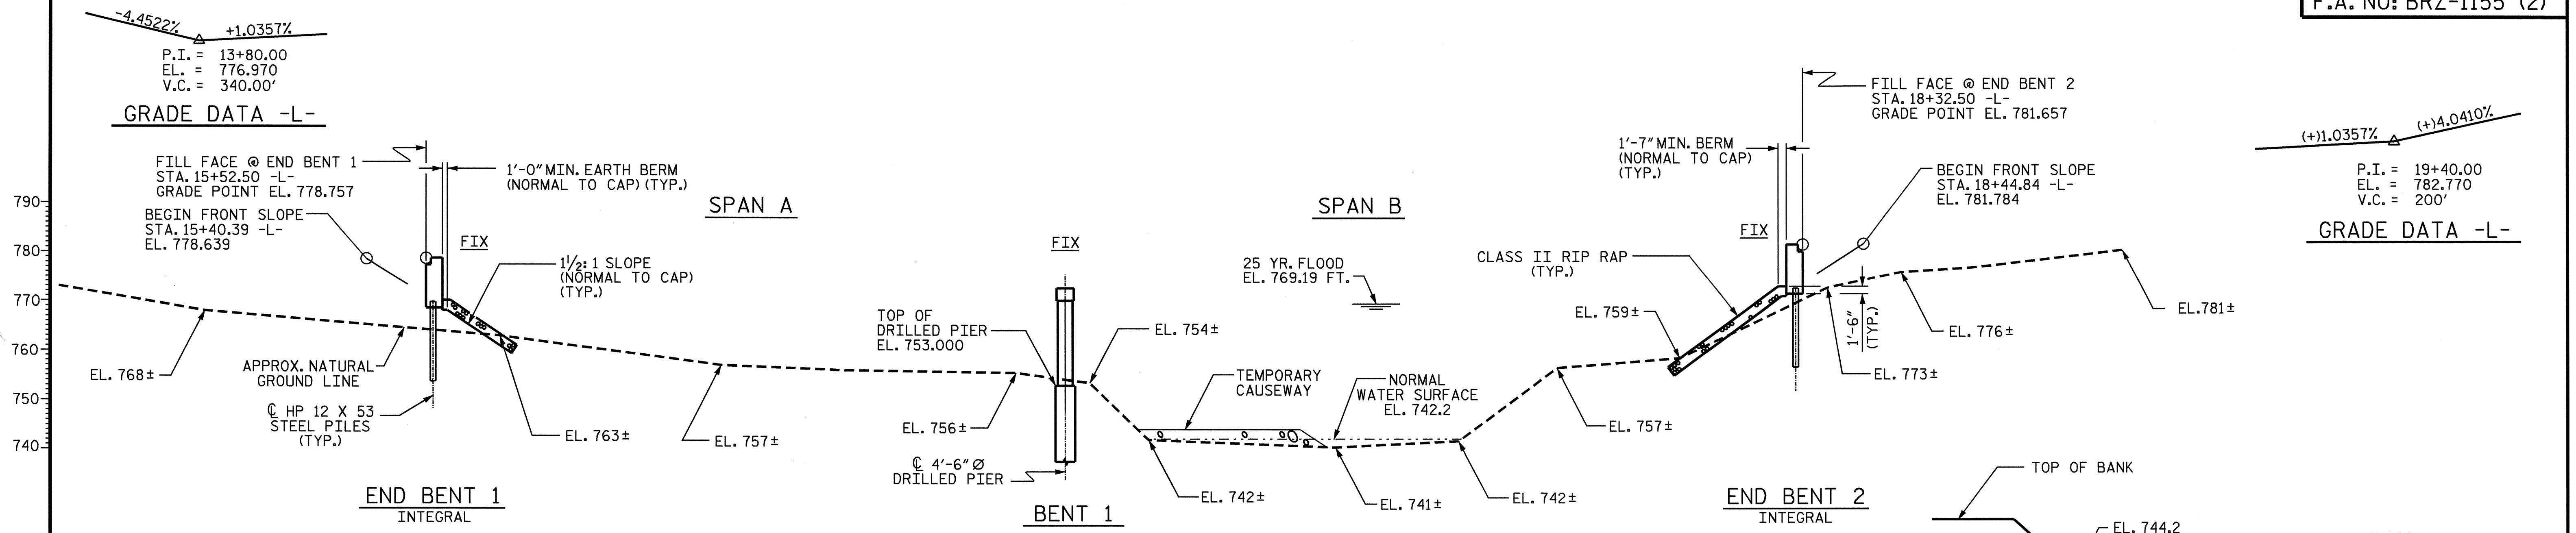 F.A. NO: BRZ-1155 (2)
-4.4522%
+1.0357%
P.I. = 13+80.00
EL. = 776.970
V.C. = 340.00'
GRADE DATA -L-
FILL FACE @ END BENT 1
STA. 15+52.50 -L-
GRADE POINT EL. 778.757
BEGIN FRONT SLOPE
STA. 15+40.39 -L-
EL. 778.639
1'-0" MIN. EARTH BERM
(NORMAL TO CAP) (TYP.)
FIX
1½: 1 SLOPE
(NORMAL TO CAP)
(TYP.)
SPAN A
FIX
SPAN B
25 YR. FLOOD
EL. 769.19 FT.
1'-7" MIN. BERM
(NORMAL TO CAP)
(TYP.)
FILL FACE @ END BENT 2
STA. 18+32.50 -L-
GRADE POINT EL. 781.657
BEGIN FRONT SLOPE
STA. 18+44.84 -L-
EL. 781.784
FIX
CLASS II RIP RAP
(TYP.)
(+)1.0357%
(+)4.0410%
P.I. = 19+40.00
EL. = 782.770
V.C. = 200'
GRADE DATA -L-
790
780
770
760
750
740
EL. 768±
APPROX. NATURAL
GROUND LINE
℄ HP 12 X 53
STEEL PILES
(TYP.)
EL. 763±
EL. 757±
TOP OF
DRILLED PIER
EL. 753.000
EL. 754±
EL. 756±
℄ 4'-6" Ø
DRILLED PIER
TEMPORARY
CAUSEWAY
NORMAL
WATER SURFACE
EL. 742.2
EL. 742±
EL. 741±
EL. 742±
EL. 759±
EL. 757±
1'-6"
(TYP.)
EL. 773±
EL. 776±
EL. 781±
END BENT 1
INTEGRAL
BENT 1
END BENT 2
INTEGRAL
TOP OF BANK
EL. 744.2